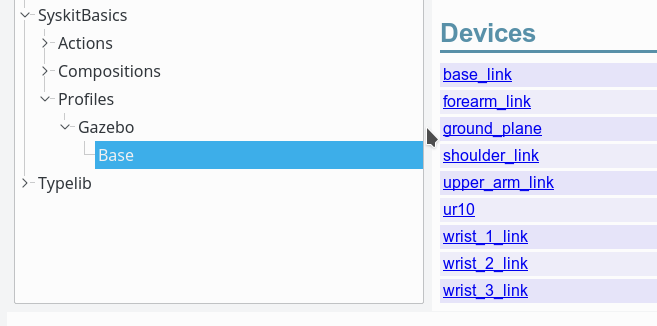 SyskitBasics
Actions
Compositions
Profiles
Gazebo
Base
Typelib
Devices
base_link
forearm_link
ground_plane
shoulder_link
upper_arm_link
ur10
wrist_1_link
wrist_2_link
wrist_3_link